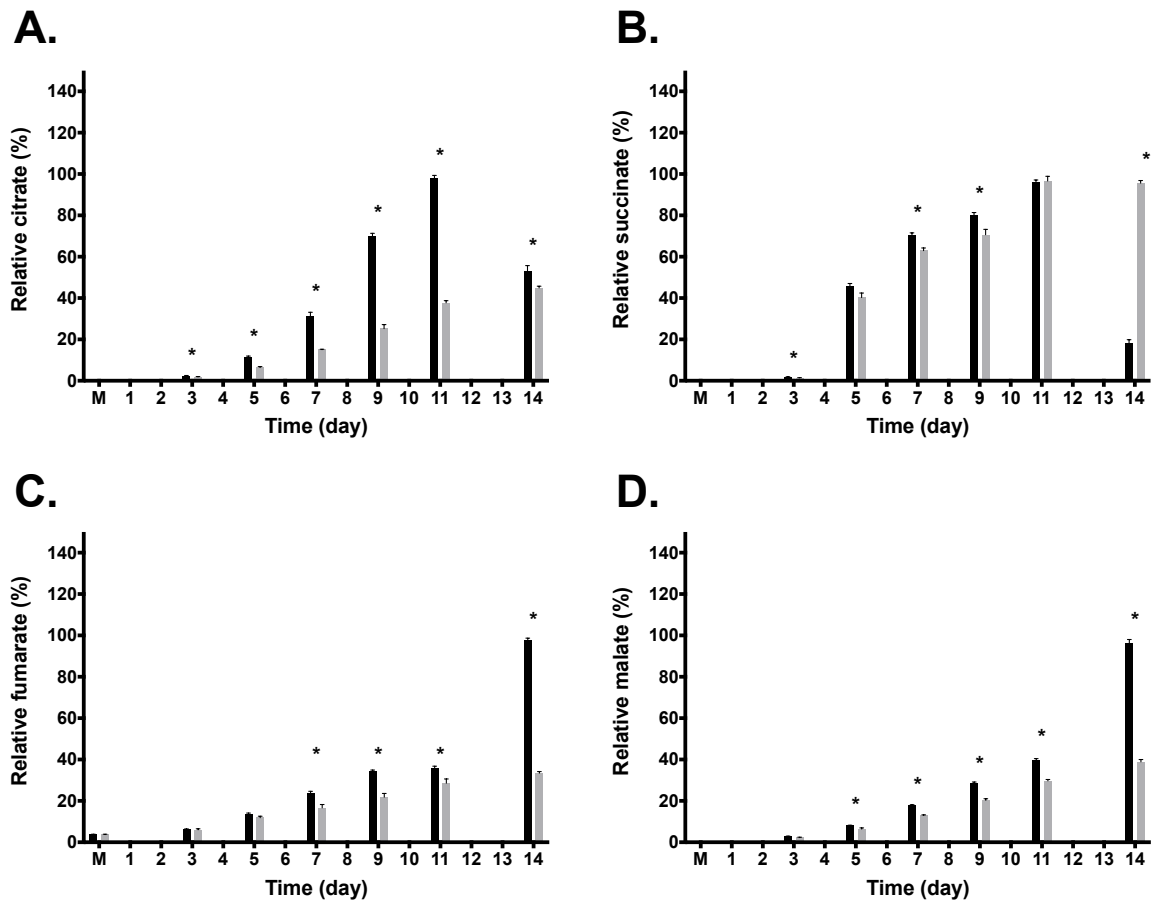 A.
Relative citrate (%)
140
120
100
80
60
40
20
0
* * * * * * *
M 1 2 3 4 5 6 7 8 9 10 11 12 13 14
Time (day)
B.
Relative succinate (%)
140
120
100
80
60
40
20
0
* * * *
M 1 2 3 4 5 6 7 8 9 10 11 12 13 14
Time (day)
C.
Relative fumarate (%)
140
120
100
80
60
40
20
0
* * * *
M 1 2 3 4 5 6 7 8 9 10 11 12 13 14
Time (day)
D.
Relative malate (%)
140
120
100
80
60
40
20
0
* * * * *
M 1 2 3 4 5 6 7 8 9 10 11 12 13 14
Time (day)